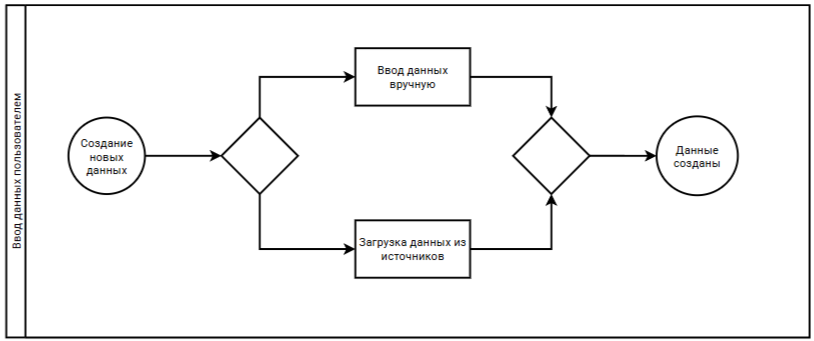 Ввод данных пользователем
Создание
новых
данных
Ввод данных
вручную
Загрузка данных из
источников
Данные
созданы